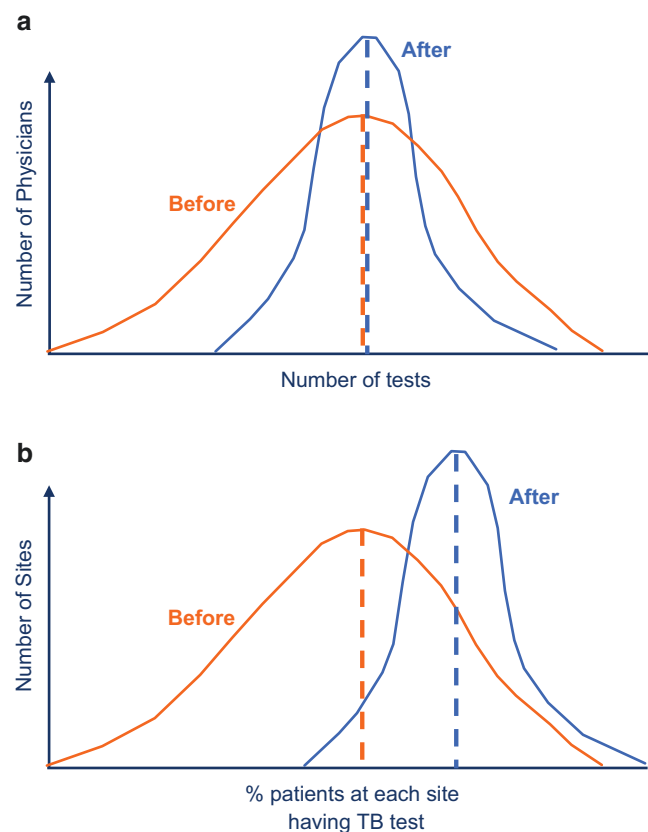 a
After
Before
Number of Physicians
Number of tests
b
After
Before
Number of Sites
% patients at each site
having TB test